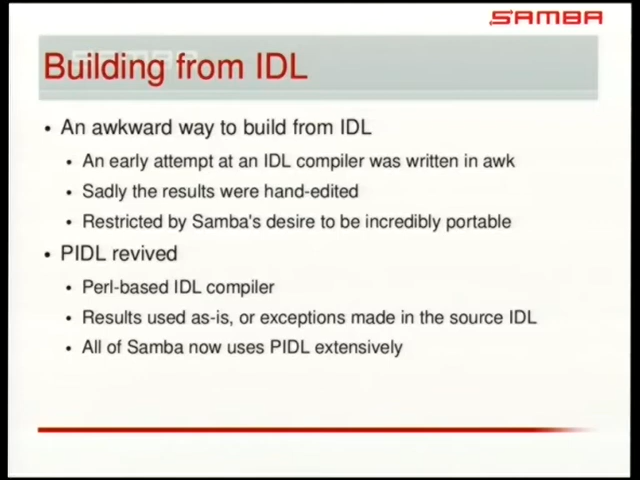 SAMBA
Building from IDL
• An awkward way to build from IDL
• An early attempt at an IDL compiler was written in awk
• Sadly the results were hand-edited
• Restricted by Samba's desire to be incredibly portable
• PIDL revived
• Perl-based IDL compiler
• Results used as-is, or exceptions made in the source IDL
• All of Samba now uses PIDL extensively